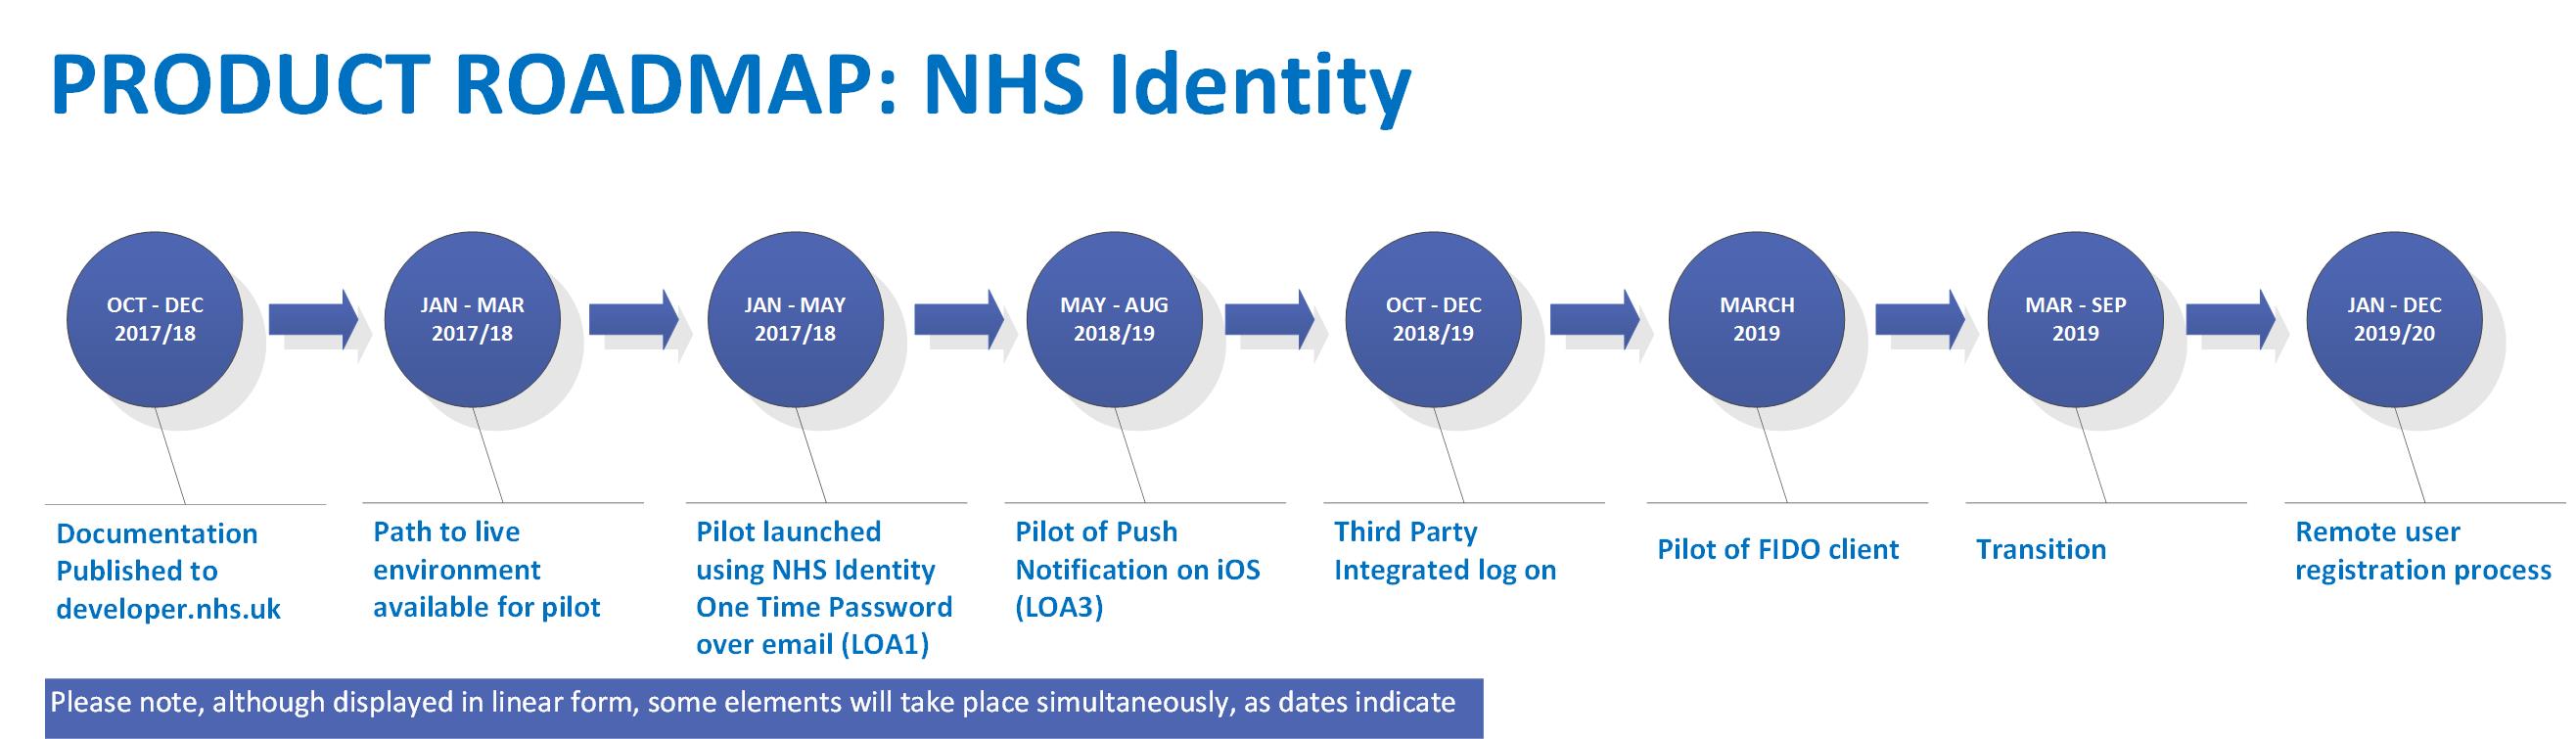 PRODUCT ROADMAP: NHS Identity
OCT - DEC
2017/18
JAN - MAR
2017/18
JAN - MAY
2017/18
MAY - AUG
2018/19
OCT - DEC
2018/19
MARCH
2019
MAR - SEP
2019
JAN - DEC
2019/20
Documentation
Published to
developer.nhs.uk
Path to live
environment
available for pilot
Pilot launched
using NHS Identity
One Time Password
over email (LOA1)
Pilot of Push
Notification on iOS
(LOA3)
Third Party
Integrated log on
Pilot of FIDO client
Transition
Remote user
registration process
Please note, although displayed in linear form, some elements will take place simultaneously, as dates indicate